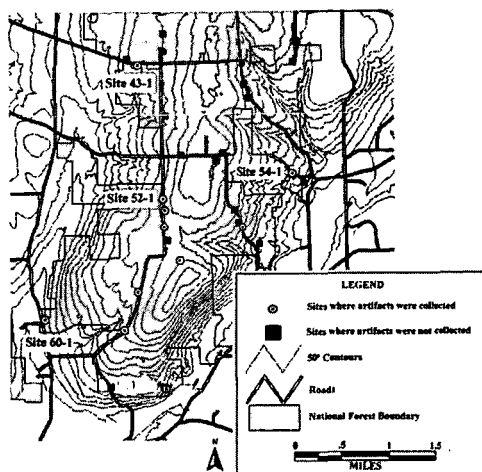 Site 43-1
Site 54-1
Site 52-1
Site 60-1
LEGEND
Sites where artifacts were collected
Sites where artifacts were not collected
50' Contours
Roads
National Forest Boundary
N
0 .5 1 1.5
MILES